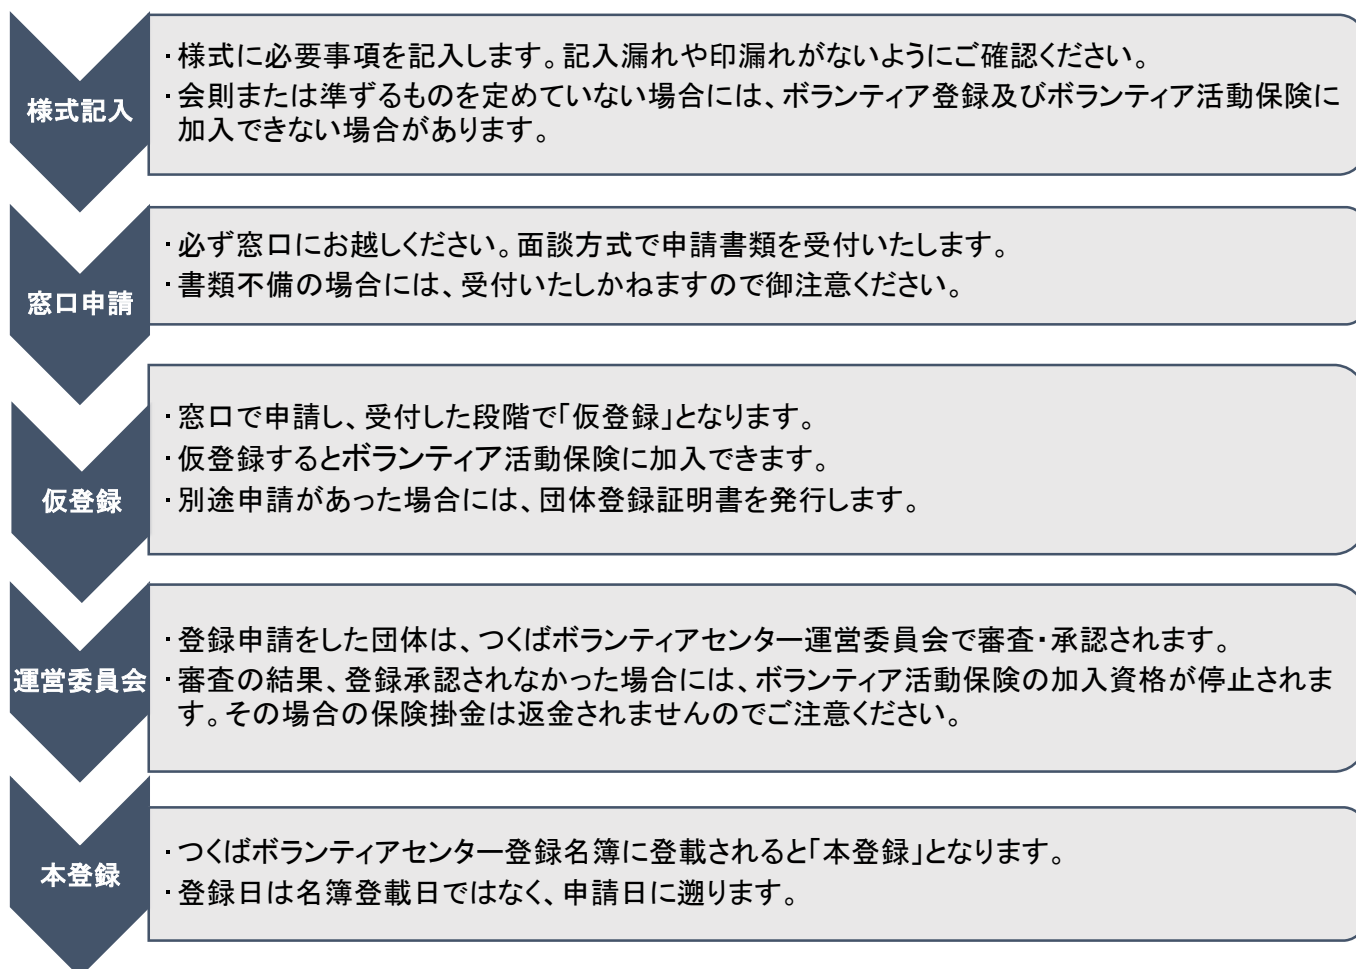 様式記入
・様式に必要事項を記入します。記入漏れや印漏れがないようにご確認ください。
・会則または準ずるものを定めていない場合には、ボランティア登録及びボランティア活動保険に
加入できない場合があります。
窓口申請
・必ず窓口にお越しください。面談方式で申請書類を受付いたします。
・書類不備の場合には、受付いたしかねますので御注意ください。
仮登録
・窓口で申請し、受付した段階で「仮登録」となります。
・仮登録するとボランティア活動保険に加入できます。
・別途申請があった場合には、団体登録証明書を発行します。
運営委員会
・登録申請をした団体は、つくばボランティアセンター運営委員会で審査・承認されます。
・審査の結果、登録承認されなかった場合には、ボランティア活動保険の加入資格が停止されま
す。その場合の保険掛金は返金されませんのでご注意ください。
本登録
・つくばボランティアセンター登録名簿に登載されると「本登録」となります。
・登録日は名簿登載日ではなく、申請日に遡ります。